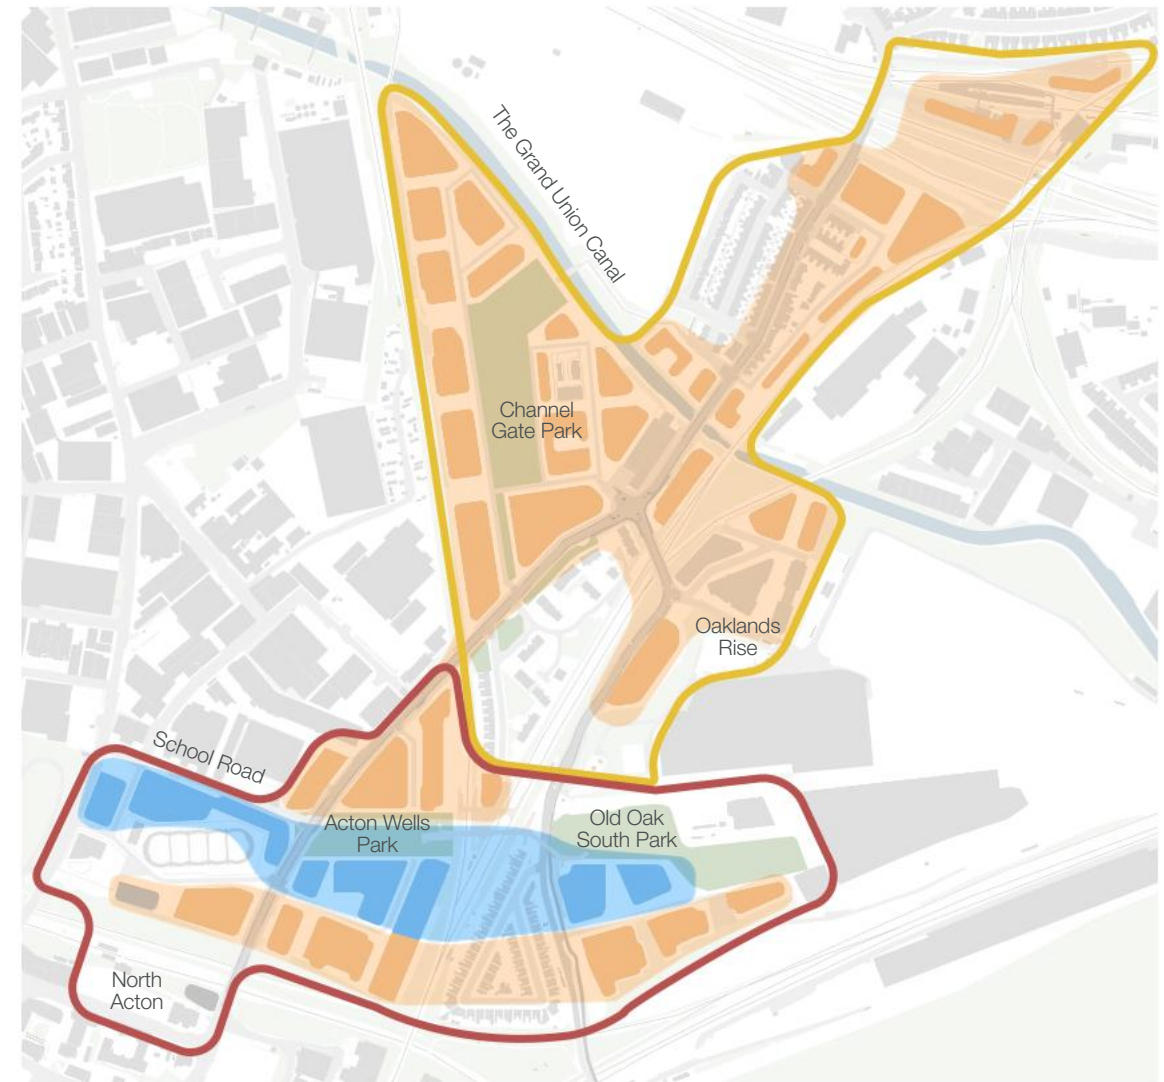 The Grand Union Canal
Channel
Gate Park
Oaklands
Rise
School Road
Acton Wells
Park
Old Oak
South Park
North
Acton